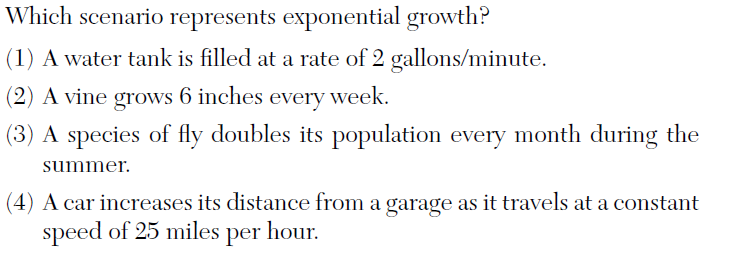 Which scenario represents exponential growth?
(1) A water tank is filled at a rate of 2 gallons/minute.
(2) A vine grows 6 inches every week.
(3) A species of fly doubles its population every month during the
summer.
(4) A car increases its distance from a garage as it travels at a constant
speed of 25 miles per hour.